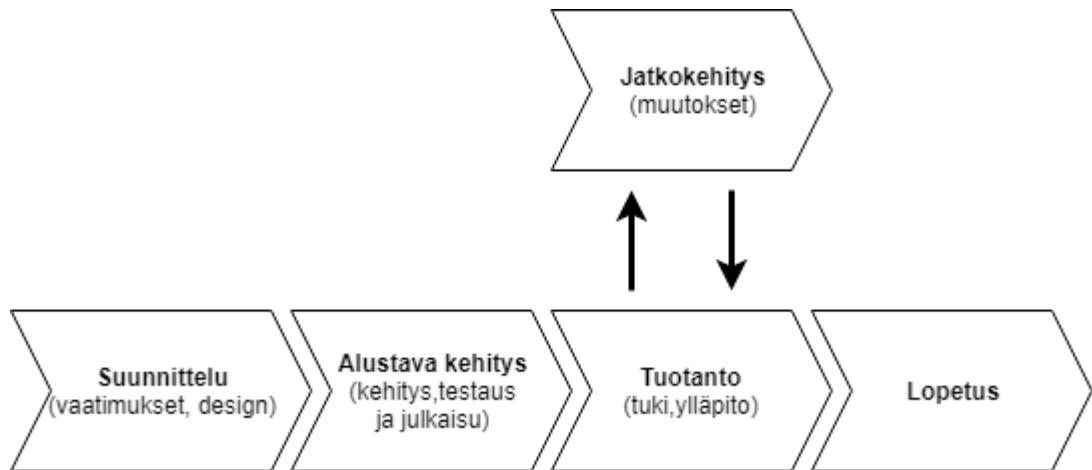 Jatkokehitys
(muutokset)
Suunnittelu
(vaatimukset, design)
Alustava kehitys
(kehitys,testaus
ja julkaisu)
Tuotanto
(tuki,ylläpito)
Lopetus